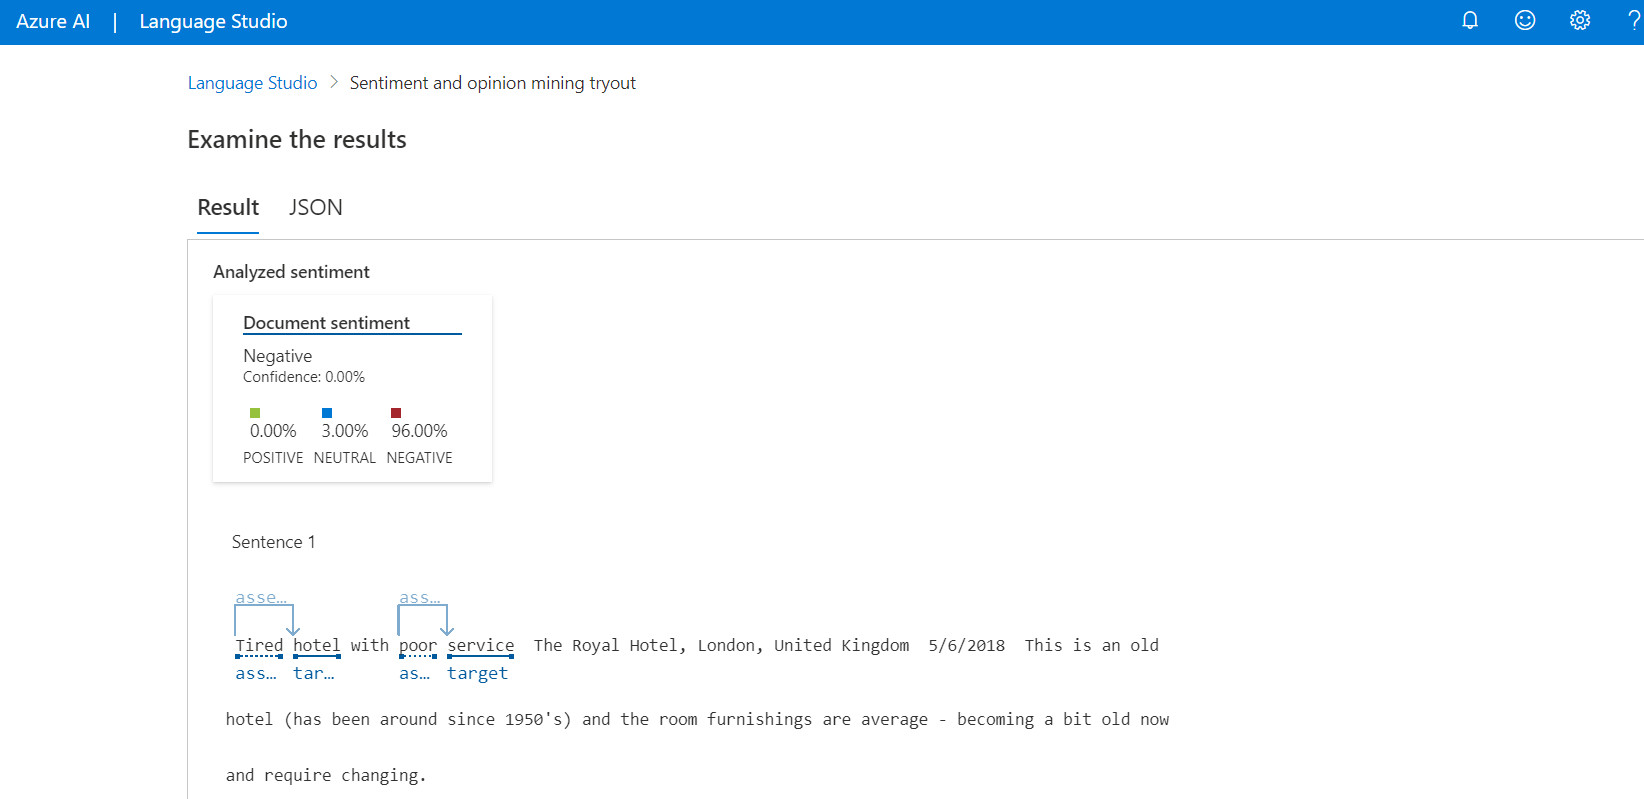 Azure AI | Language Studio ?
Language Studio > Sentiment and opinion mining tryout
Examine the results
Result JSON
Analyzed sentiment
Document sentiment
Negative
Confidence: 0.00%
0.00% 3.00% 96.00%
POSITIVE NEUTRAL NEGATIVE
Sentence 1
asse... ass...
Tired hotel with poor service The Royal Hotel, London, United Kingdom 5/6/2018 This is an old
ass... tar... as... target
hotel (has been around since 1950's) and the room furnishings are average - becoming a bit old now
and require changing.